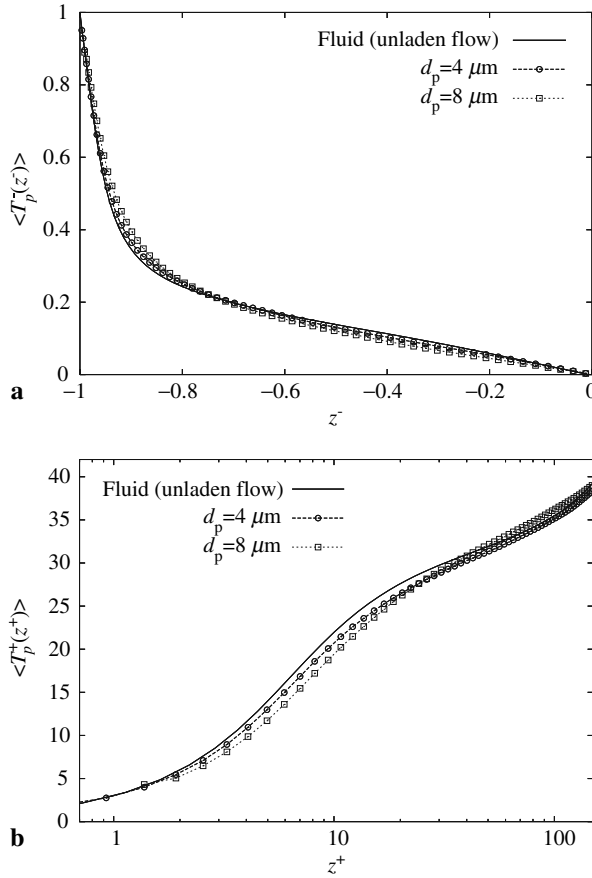 1
0.8
0.6
0.4
0.2
0
<T_p^-(z^-)>
Fluid (unladen flow)
d_p=4 μm
d_p=8 μm
−1 −0.8 −0.6 −0.4 −0.2 0
z^-
a
40
35
30
25
20
15
10
5
0
<T_p^+(z^+)>
Fluid (unladen flow)
d_p=4 μm
d_p=8 μm
1 10 100
z^+
b